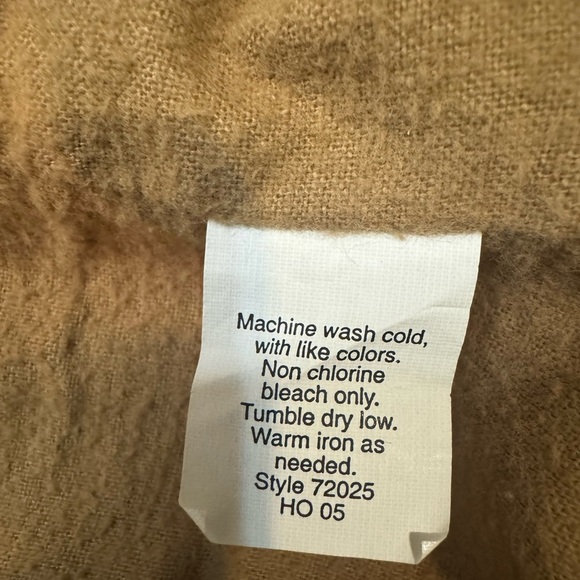 Machine wash cold,
with like colors.
Non chlorine
bleach only.
Tumble dry low.
Warm iron as
needed.
Style 72025
HO 05